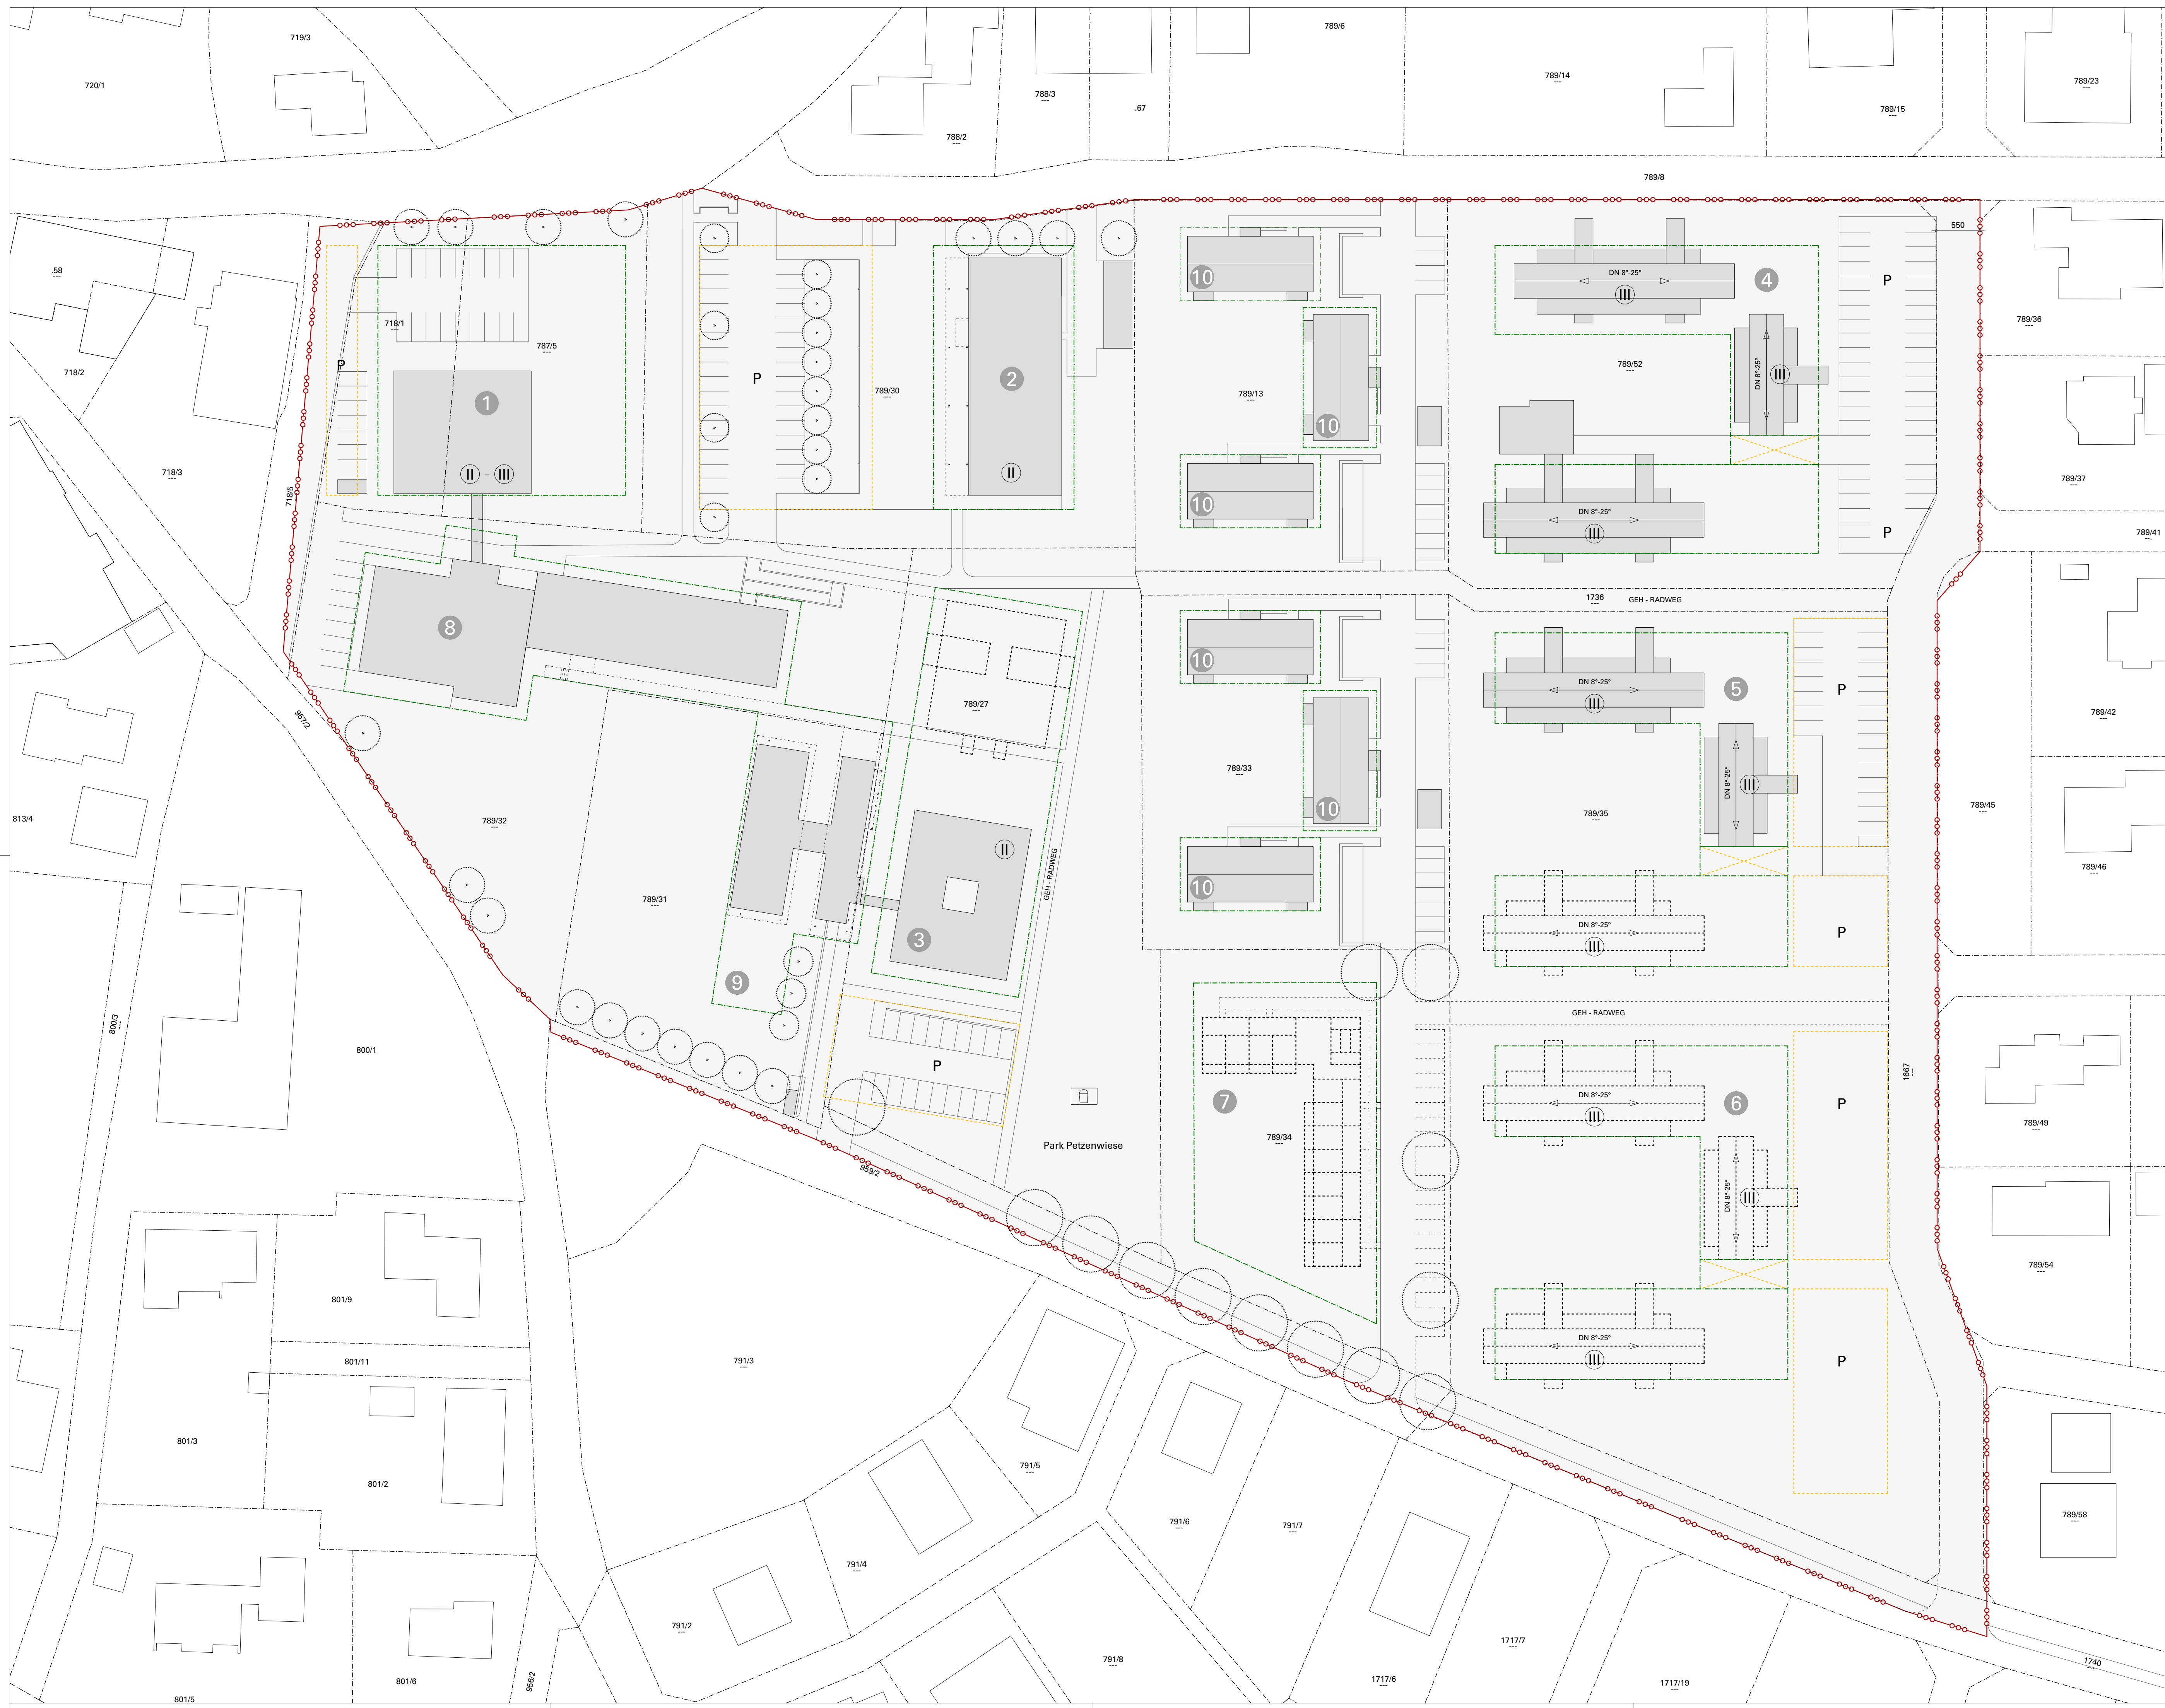 719/3
789/6
720/1
789/14
789/23
788/3
.67
789/15
788/2
789/8
550
.58
4
P
DN 8°-25°
III
718/1
787/5
789/36
718/2
P
P
2
789/30
789/13
10
789/52
DN 8°-25°
III
1
10
718/3
II – III
II
789/37
718/5
10
DN 8°-25°
III
P
789/41
1736
GEH - RADWEG
8
10
DN 8°-25°
III
5
P
789/27
789/42
957/2
789/33
DN 8°-25°
III
789/45
813/4
789/32
10
789/35
II
GEH - RADWEG
789/46
10
789/31
DN 8°-25°
III
P
3
9
GEH - RADWEG
800/3
800/1
P
1667
DN 8°-25°
III
6
P
7
789/49
Park Petzenwiese
789/34
959/2
DN 8°-25°
III
789/54
801/9
DN 8°-25°
III
P
791/3
801/11
801/3
791/5
801/2
791/6
791/7
789/58
791/4
791/2
1717/7
791/8
1740
801/6
956/2
1717/6
1717/19
801/5